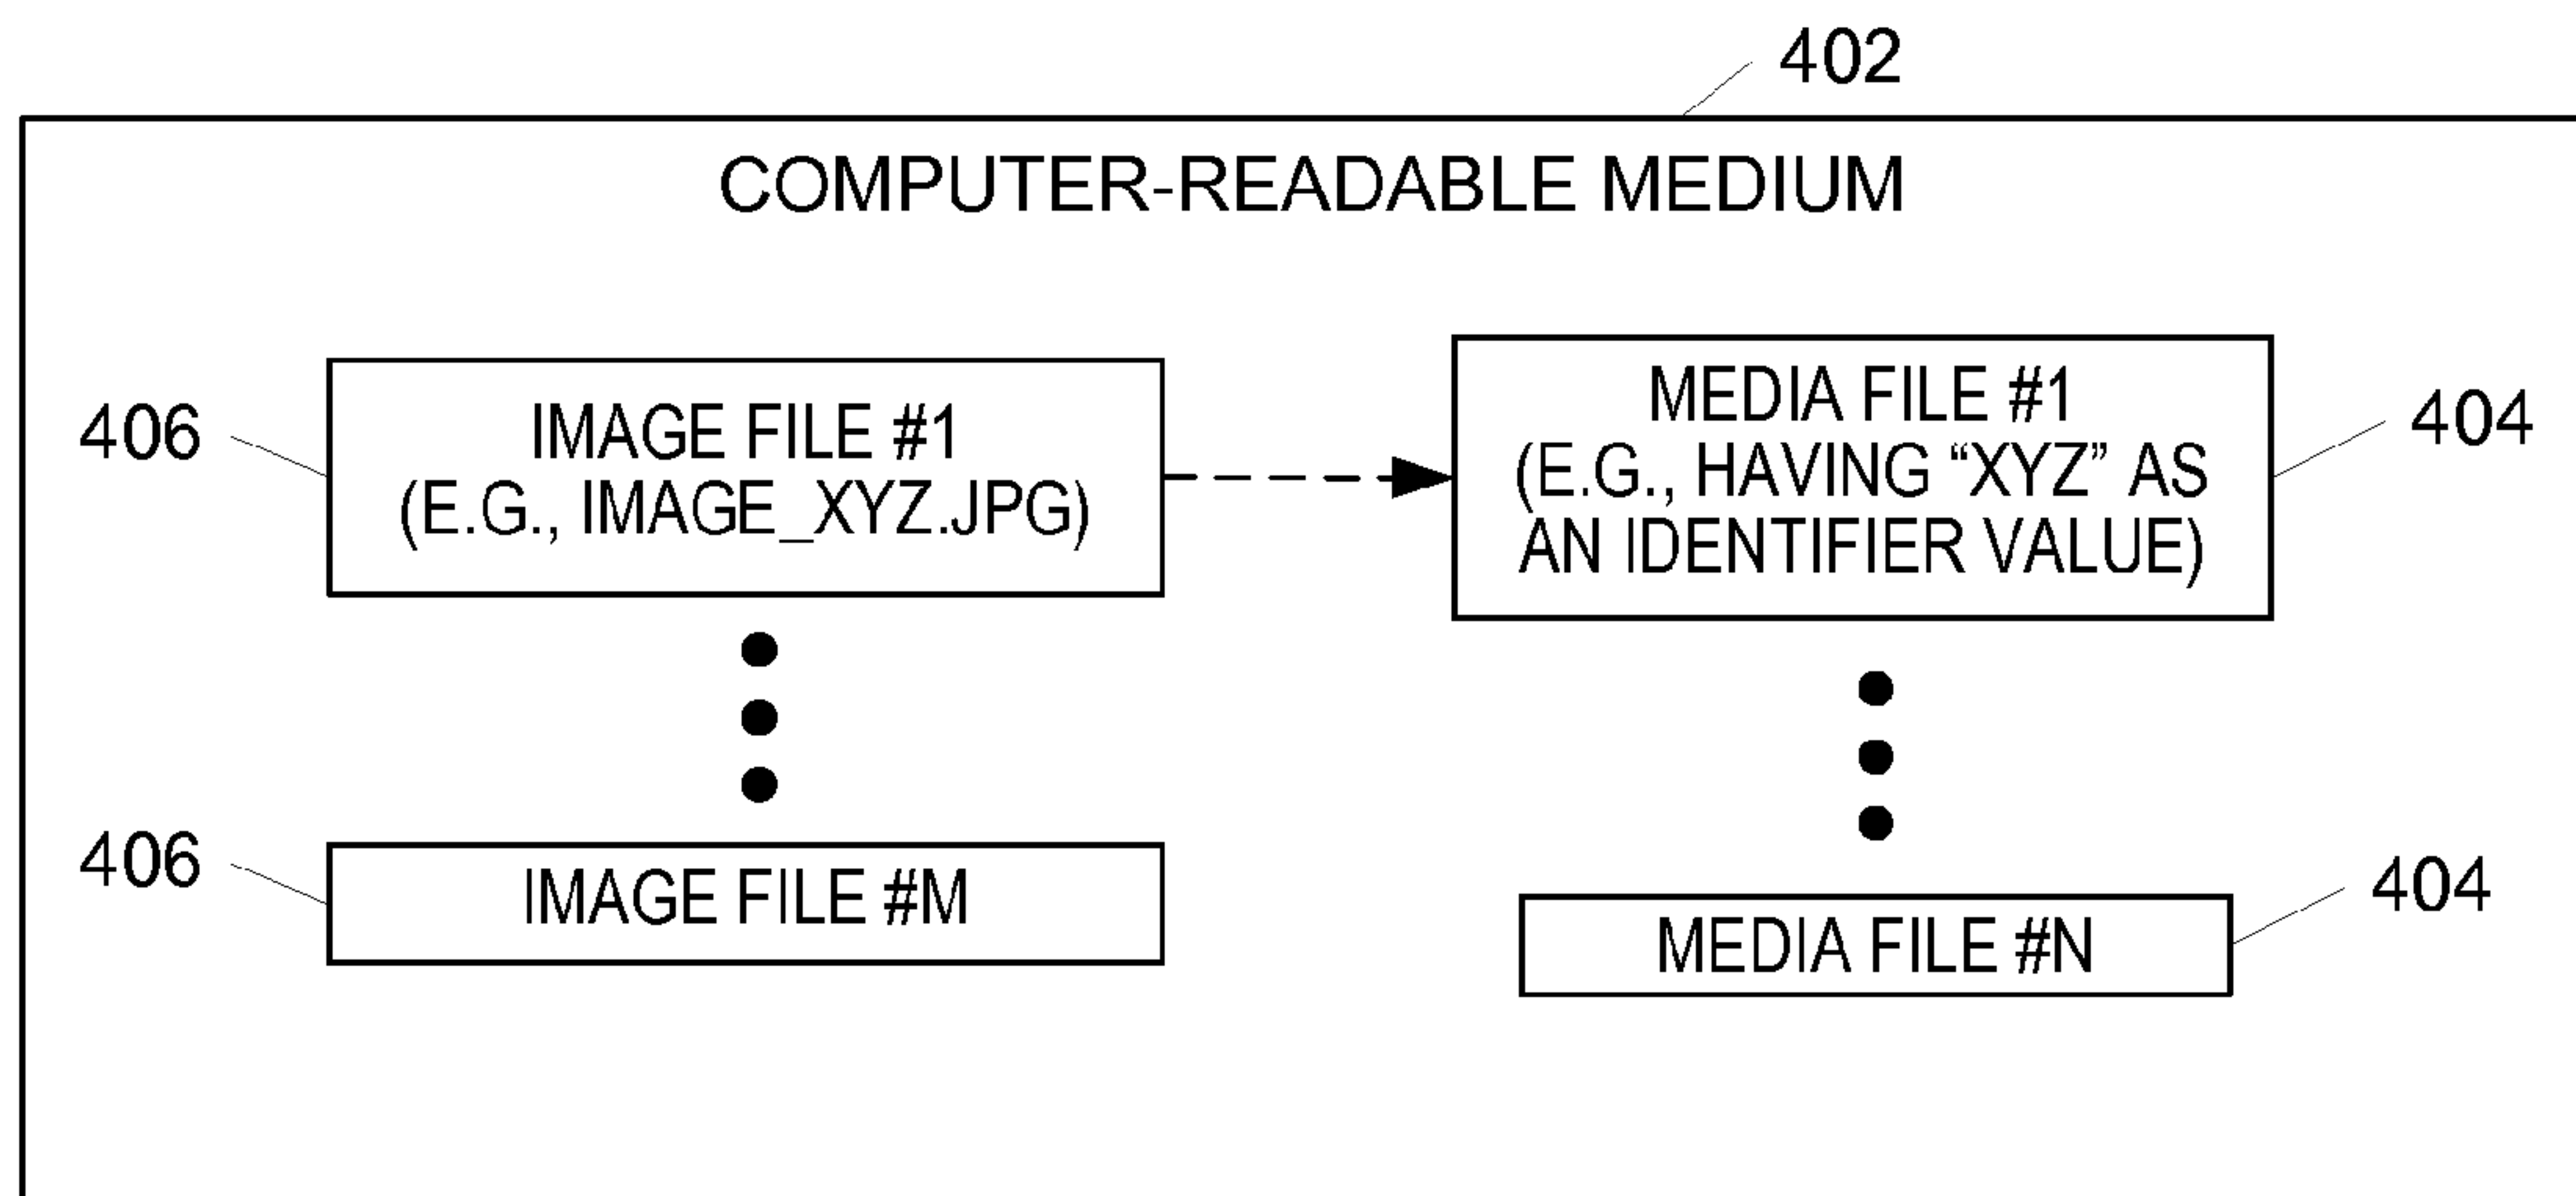 402
COMPUTER-READABLE MEDIUM
406
IMAGE FILE #1
(E.G., IMAGE_XYZ.JPG)
MEDIA FILE #1
(E.G., HAVING “XYZ” AS
AN IDENTIFIER VALUE)
404
406
IMAGE FILE #M
MEDIA FILE #N
404